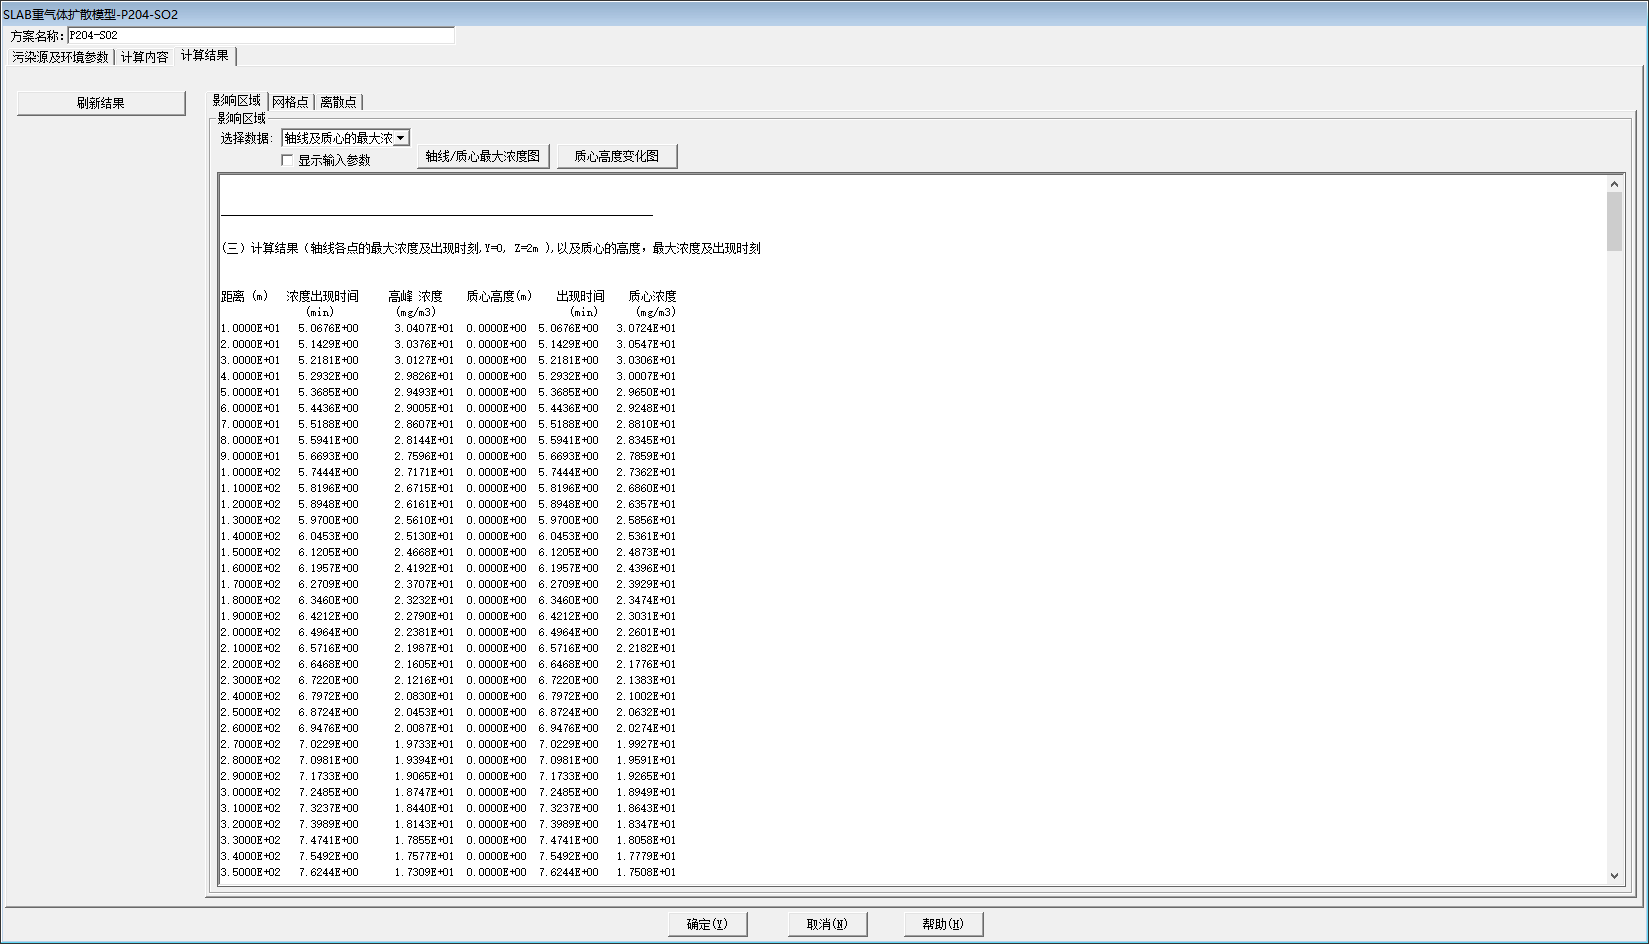 SLAB重气体扩散模型-P204-SO2
方案名称: P204-SO2
污染源及环境参数 计算内容 计算结果
刷新结果
影响区域 网格点 离散点
影响区域
选择数据: 轴线及质心的最大浓
显示输入参数 轴线/质心最大浓度图 质心高度变化图
(三) 计算结果 (轴线各点的最大浓度及出现时刻,Y=0, Z=2m ),以及质心的高度, 最大浓度及出现时刻
距离 (m) 浓度出现时间 高峰 浓度 质心高度(m) 出现时间 质心浓度
(min) (mg/m3) (min) (mg/m3)
1.0000E+01 5.0676E+00 3.0407E+01 0.0000E+00 5.0676E+00 3.0724E+01
2.0000E+01 5.1429E+00 3.0376E+01 0.0000E+00 5.1429E+00 3.0547E+01
3.0000E+01 5.2181E+00 3.0127E+01 0.0000E+00 5.2181E+00 3.0306E+01
4.0000E+01 5.2932E+00 2.9826E+01 0.0000E+00 5.2932E+00 3.0007E+01
5.0000E+01 5.3685E+00 2.9493E+01 0.0000E+00 5.3685E+00 2.9650E+01
6.0000E+01 5.4436E+00 2.9005E+01 0.0000E+00 5.4436E+00 2.9248E+01
7.0000E+01 5.5188E+00 2.8607E+01 0.0000E+00 5.5188E+00 2.8810E+01
8.0000E+01 5.5941E+00 2.8144E+01 0.0000E+00 5.5941E+00 2.8345E+01
9.0000E+01 5.6693E+00 2.7596E+01 0.0000E+00 5.6693E+00 2.7859E+01
1.0000E+02 5.7444E+00 2.7171E+01 0.0000E+00 5.7444E+00 2.7362E+01
1.1000E+02 5.8196E+00 2.6715E+01 0.0000E+00 5.8196E+00 2.6860E+01
1.2000E+02 5.8948E+00 2.6161E+01 0.0000E+00 5.8948E+00 2.6357E+01
1.3000E+02 5.9700E+00 2.5610E+01 0.0000E+00 5.9700E+00 2.5856E+01
1.4000E+02 6.0453E+00 2.5130E+01 0.0000E+00 6.0453E+00 2.5361E+01
1.5000E+02 6.1205E+00 2.4668E+01 0.0000E+00 6.1205E+00 2.4873E+01
1.6000E+02 6.1957E+00 2.4192E+01 0.0000E+00 6.1957E+00 2.4396E+01
1.7000E+02 6.2709E+00 2.3707E+01 0.0000E+00 6.2709E+00 2.3929E+01
1.8000E+02 6.3460E+00 2.3232E+01 0.0000E+00 6.3460E+00 2.3474E+01
1.9000E+02 6.4212E+00 2.2790E+01 0.0000E+00 6.4212E+00 2.3031E+01
2.0000E+02 6.4964E+00 2.2381E+01 0.0000E+00 6.4964E+00 2.2601E+01
2.1000E+02 6.5716E+00 2.1987E+01 0.0000E+00 6.5716E+00 2.2182E+01
2.2000E+02 6.6468E+00 2.1605E+01 0.0000E+00 6.6468E+00 2.1776E+01
2.3000E+02 6.7220E+00 2.1216E+01 0.0000E+00 6.7220E+00 2.1383E+01
2.4000E+02 6.7972E+00 2.0830E+01 0.0000E+00 6.7972E+00 2.1002E+01
2.5000E+02 6.8724E+00 2.0453E+01 0.0000E+00 6.8724E+00 2.0632E+01
2.6000E+02 6.9476E+00 2.0087E+01 0.0000E+00 6.9476E+00 2.0274E+01
2.7000E+02 7.0229E+00 1.9733E+01 0.0000E+00 7.0229E+00 1.9927E+01
2.8000E+02 7.0981E+00 1.9394E+01 0.0000E+00 7.0981E+00 1.9591E+01
2.9000E+02 7.1733E+00 1.9065E+01 0.0000E+00 7.1733E+00 1.9265E+01
3.0000E+02 7.2485E+00 1.8747E+01 0.0000E+00 7.2485E+00 1.8949E+01
3.1000E+02 7.3237E+00 1.8440E+01 0.0000E+00 7.3237E+00 1.8643E+01
3.2000E+02 7.3989E+00 1.8143E+01 0.0000E+00 7.3989E+00 1.8347E+01
3.3000E+02 7.4741E+00 1.7855E+01 0.0000E+00 7.4741E+00 1.8058E+01
3.4000E+02 7.5492E+00 1.7577E+01 0.0000E+00 7.5492E+00 1.7779E+01
3.5000E+02 7.6244E+00 1.7309E+01 0.0000E+00 7.6244E+00 1.7508E+01
确定(Y) 取消(N) 帮助(H)